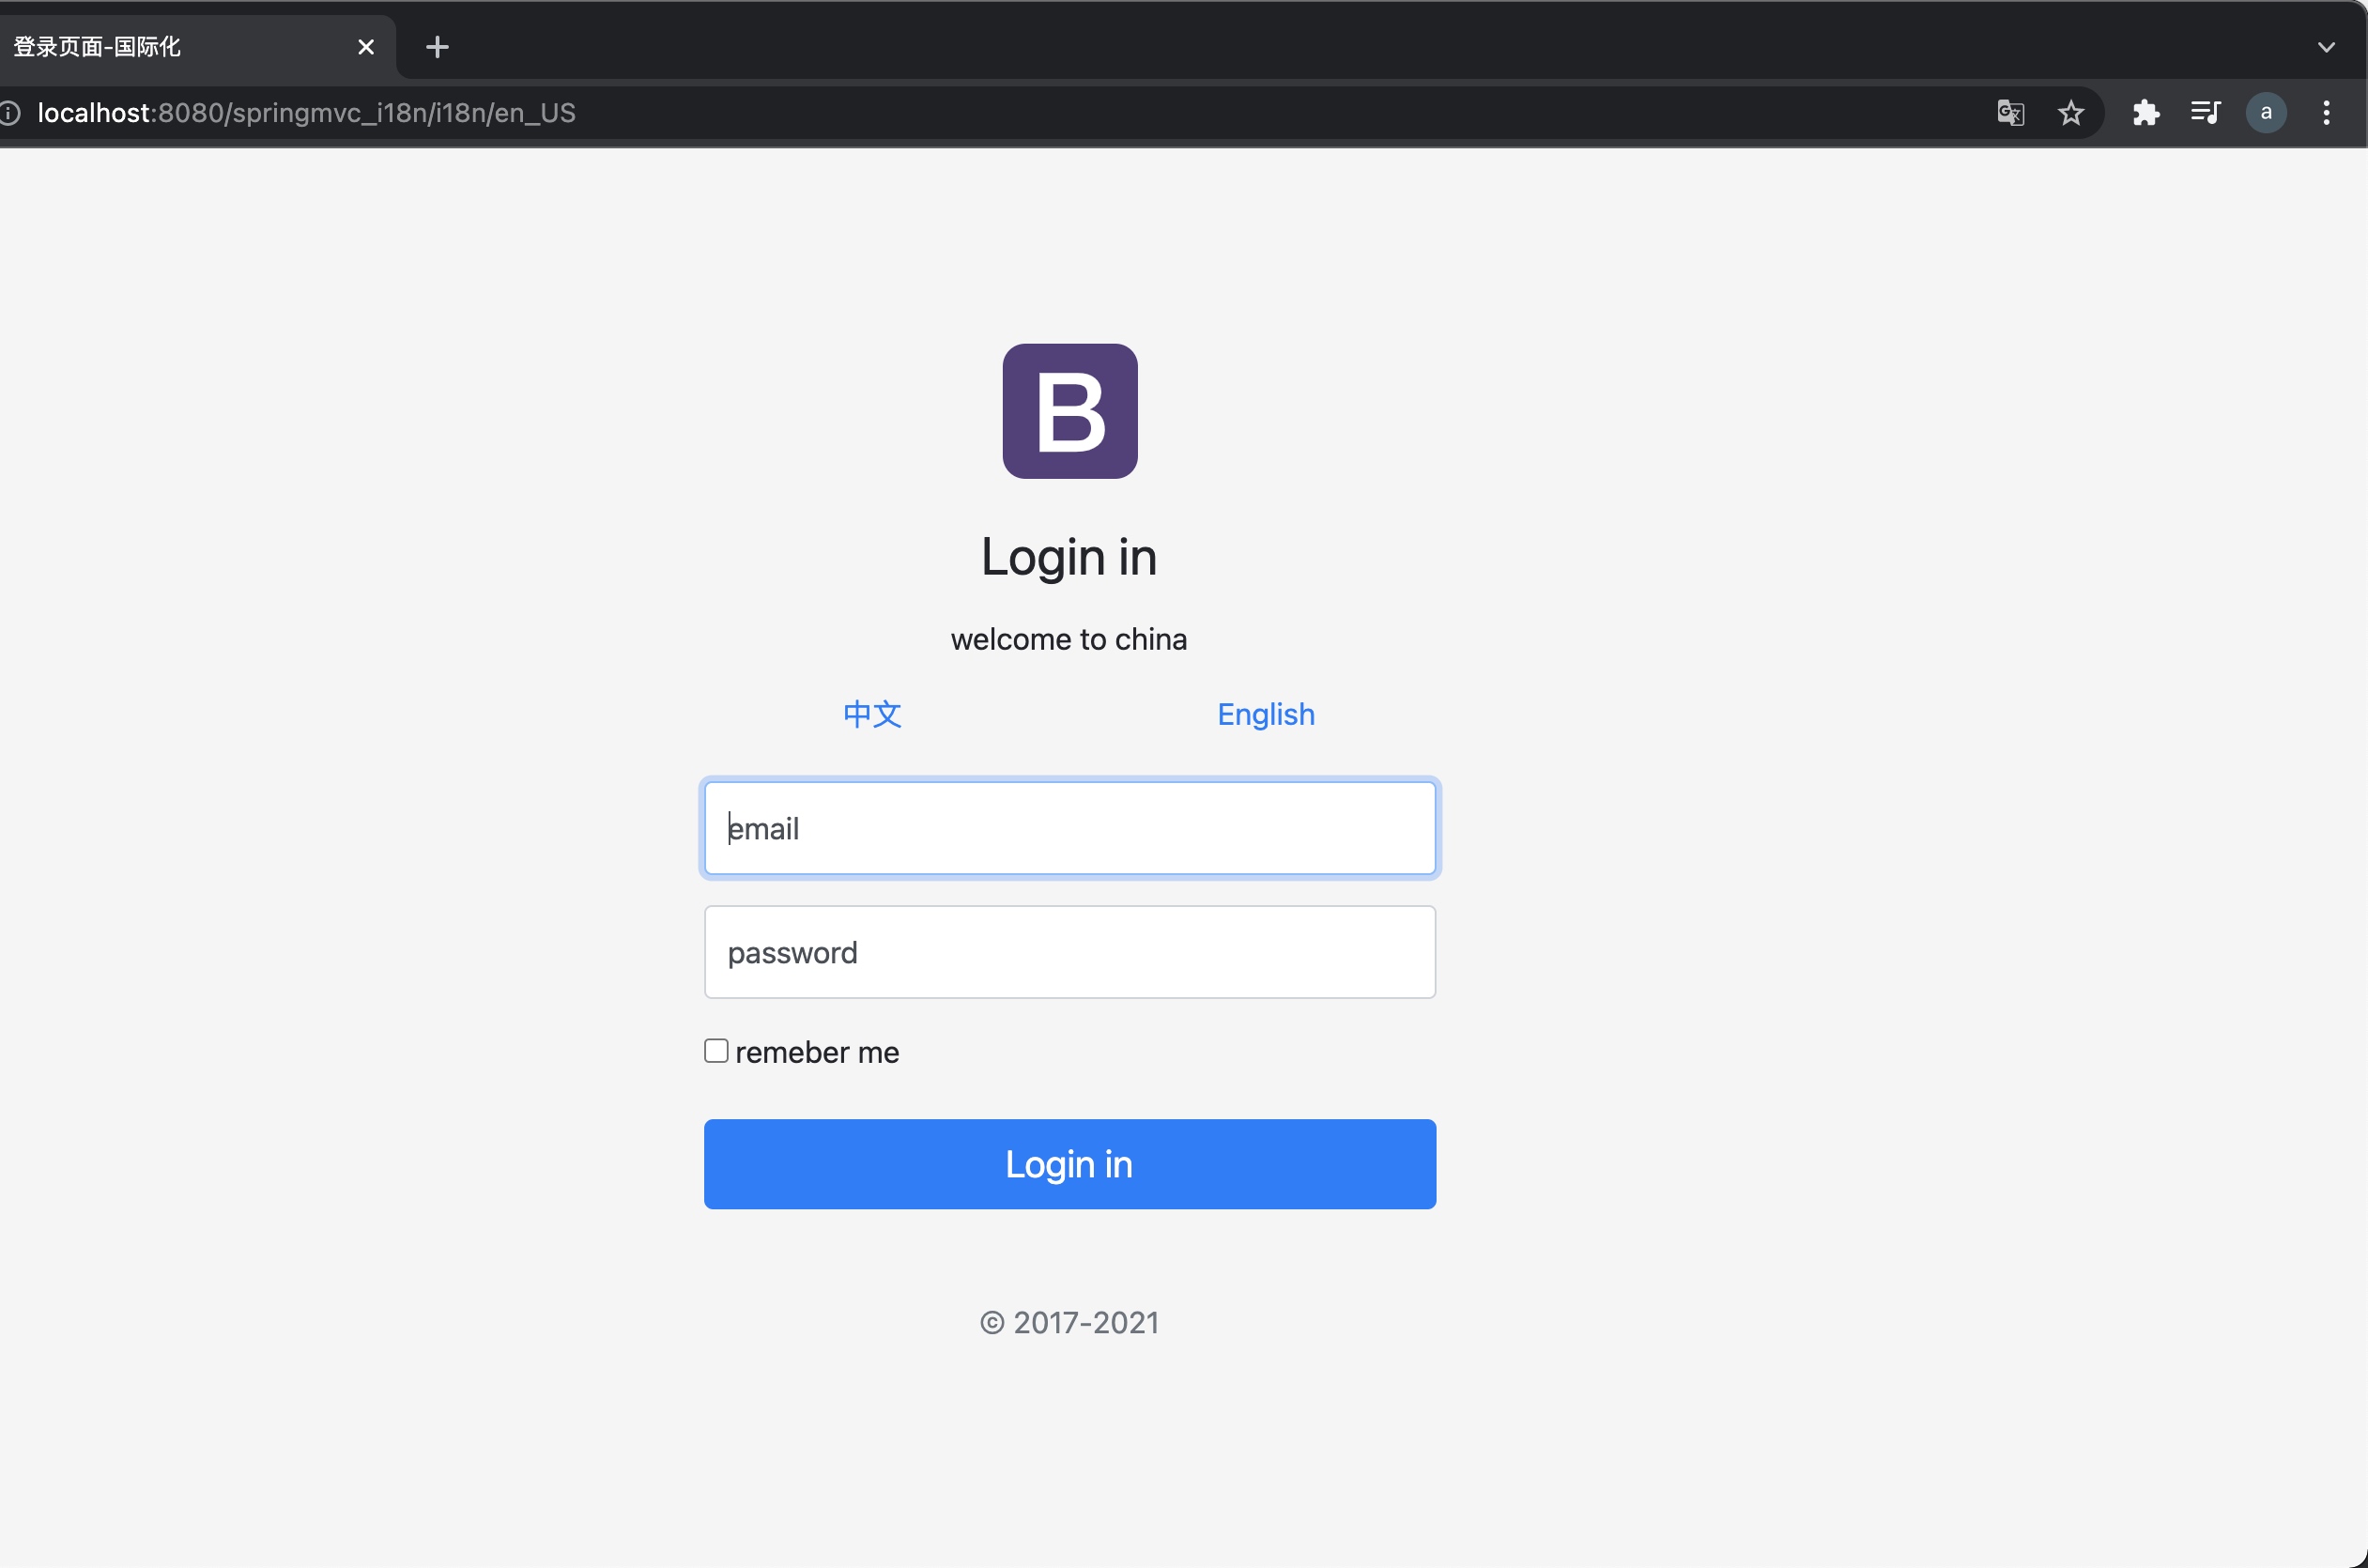 登录页面-国际化
localhost:8080/springmvc_i18n/i18n/en_US
a
B
Login in
welcome to china
中文 English
email
password
remeber me
Login in
© 2017-2021